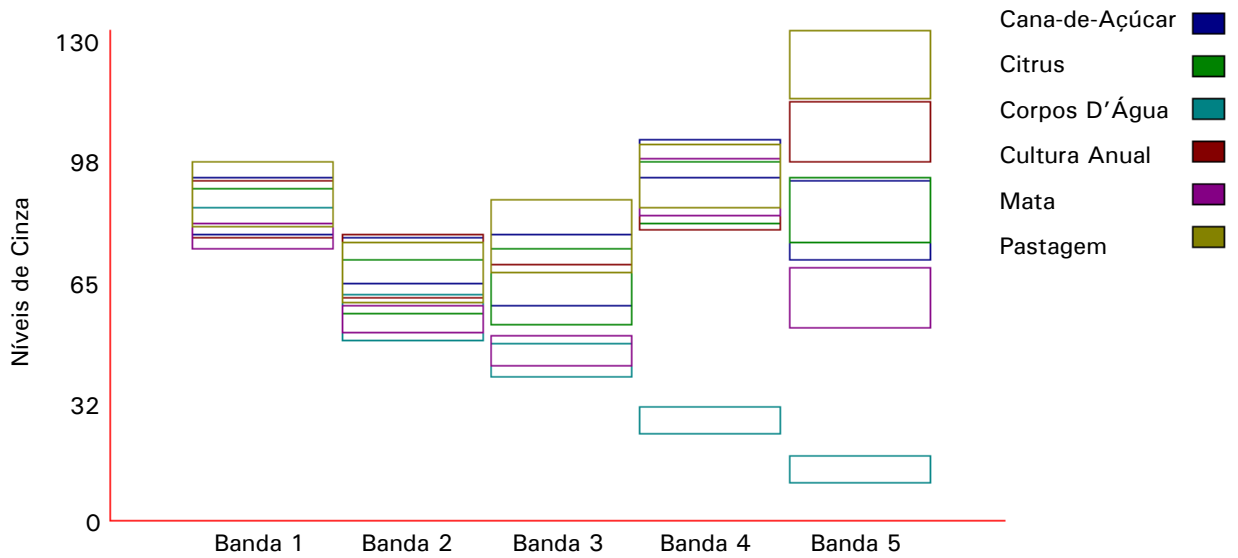 Níveis de Cinza
130
98
65
32
0
Banda 1
Banda 2
Banda 3
Banda 4
Banda 5
Cana-de-Açúcar
Citrus
Corpos D'Água
Cultura Anual
Mata
Pastagem